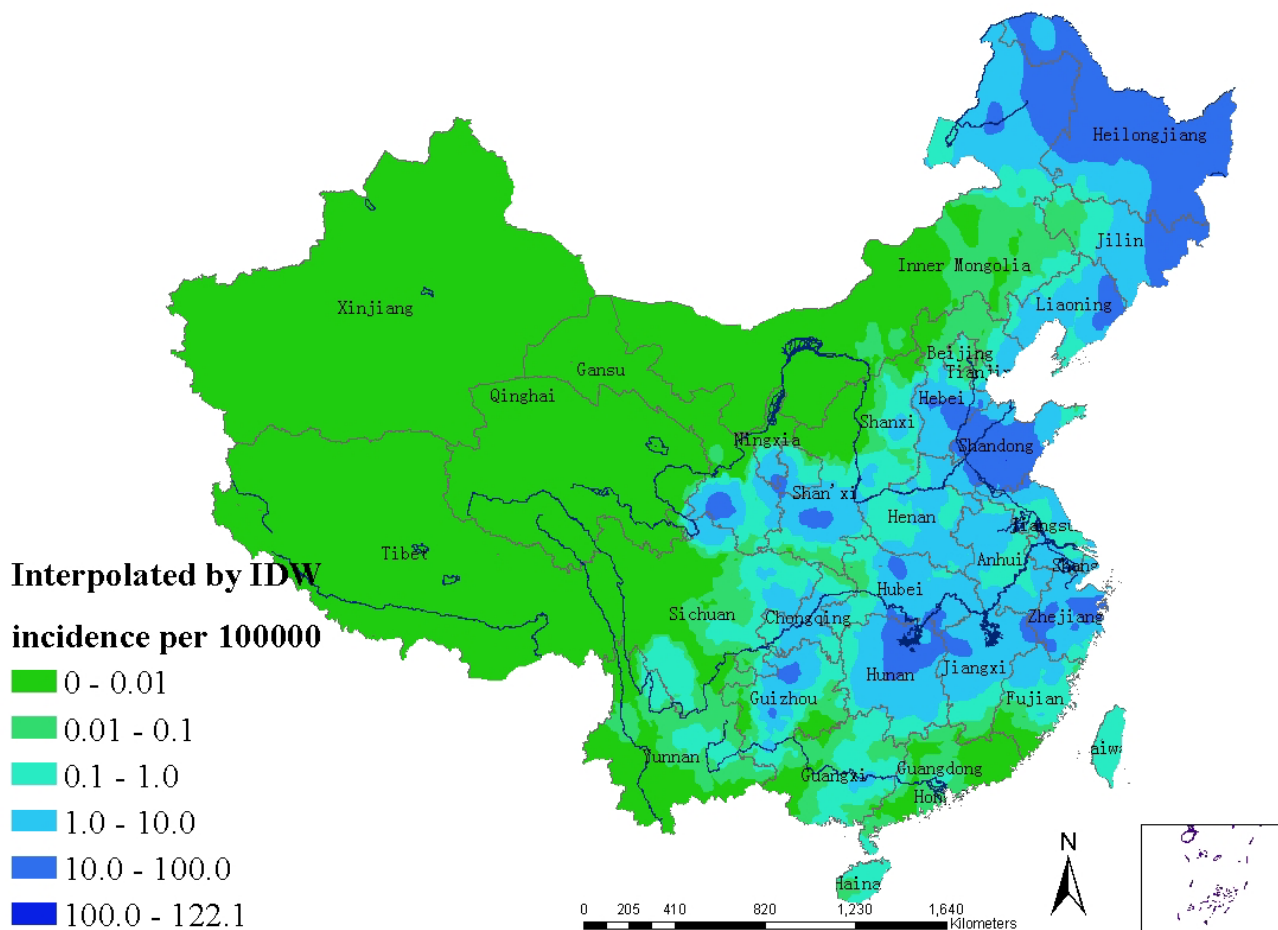 Heilongjiang
Jilin
Inner Mongolia
Liaoning
Xinjiang
Beijing
Gansu
Qinghai
Hebei
Shanxi
Ningxia
Shandong
Shan'xi
Henan
Tibet
Anhui
Hubei
Sichuan
Chongqing
Zhejiang
Hunan
Jiangxi
Guizhou
Fujian
Yunnan
Guangxi
Guangdong
Interpolated by IDW
incidence per 100000
0 - 0.01
0.01 - 0.1
0.1 - 1.0
1.0 - 10.0
10.0 - 100.0
100.0 - 122.1
N
0 205 410 820 1,230 1,640
Kilometers